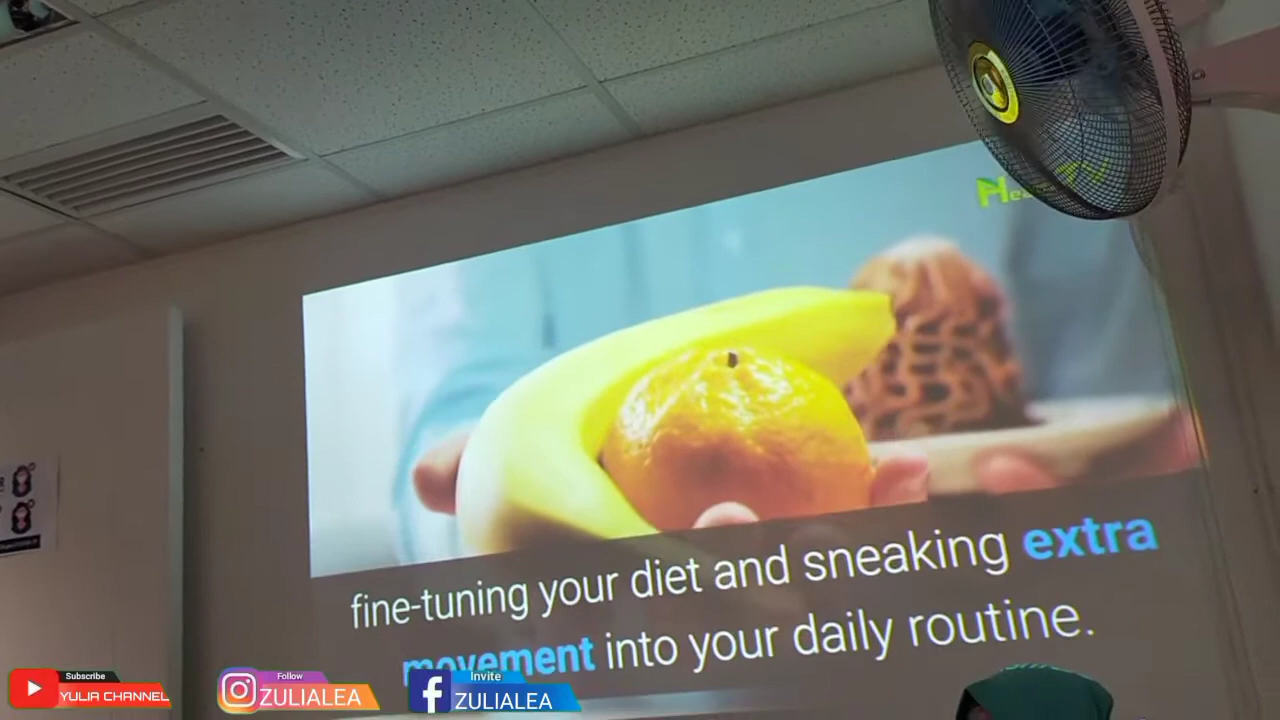 fine-tuning your diet and sneaking extra
movement into your daily routine.
Subscribe
YULIA CHANNEL
Follow
ZULIALEA
Invite
ZULIALEA